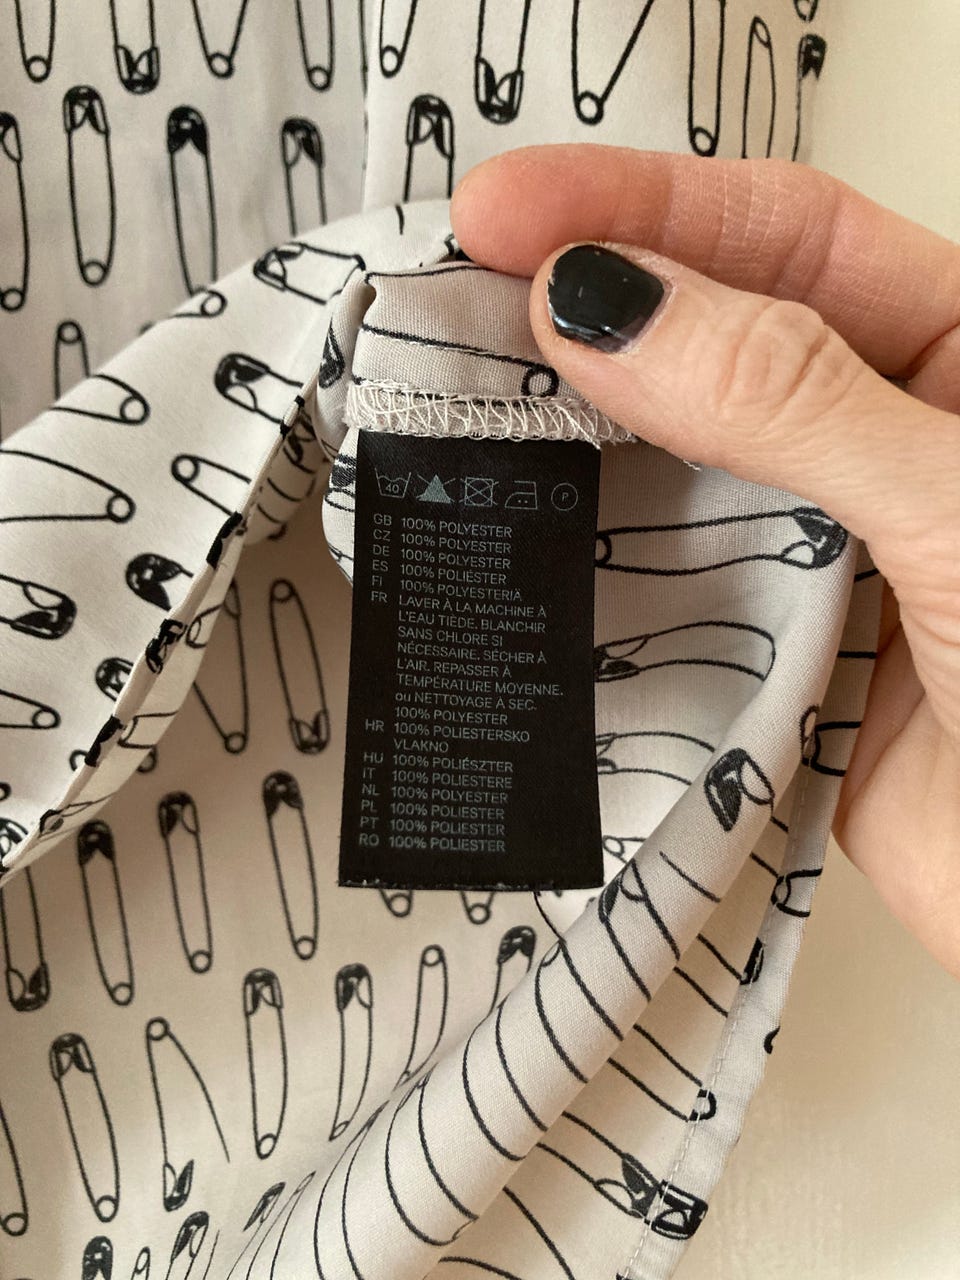 40 P
GB 100% POLYESTER
CZ 100% POLYESTER
DE 100% POLYESTER
ES 100% POLIÉSTER
FI 100% POLYESTERIÄ
FR LAVER À LA MACHINE À
L'EAU TIÈDE. BLANCHIR
SANS CHLORE SI
NÉCESSAIRE. SÉCHER À
L'AIR. REPASSER À
TEMPÉRATURE MOYENNE.
ou NETTOYAGE A SEC.
100% POLYESTER
HR 100% POLIESTERSKO
VLAKNO
HU 100% POLIÉSZTER
IT 100% POLIESTERE
NL 100% POLYESTER
PL 100% POLIESTER
PT 100% POLIESTER
RO 100% POLIESTER